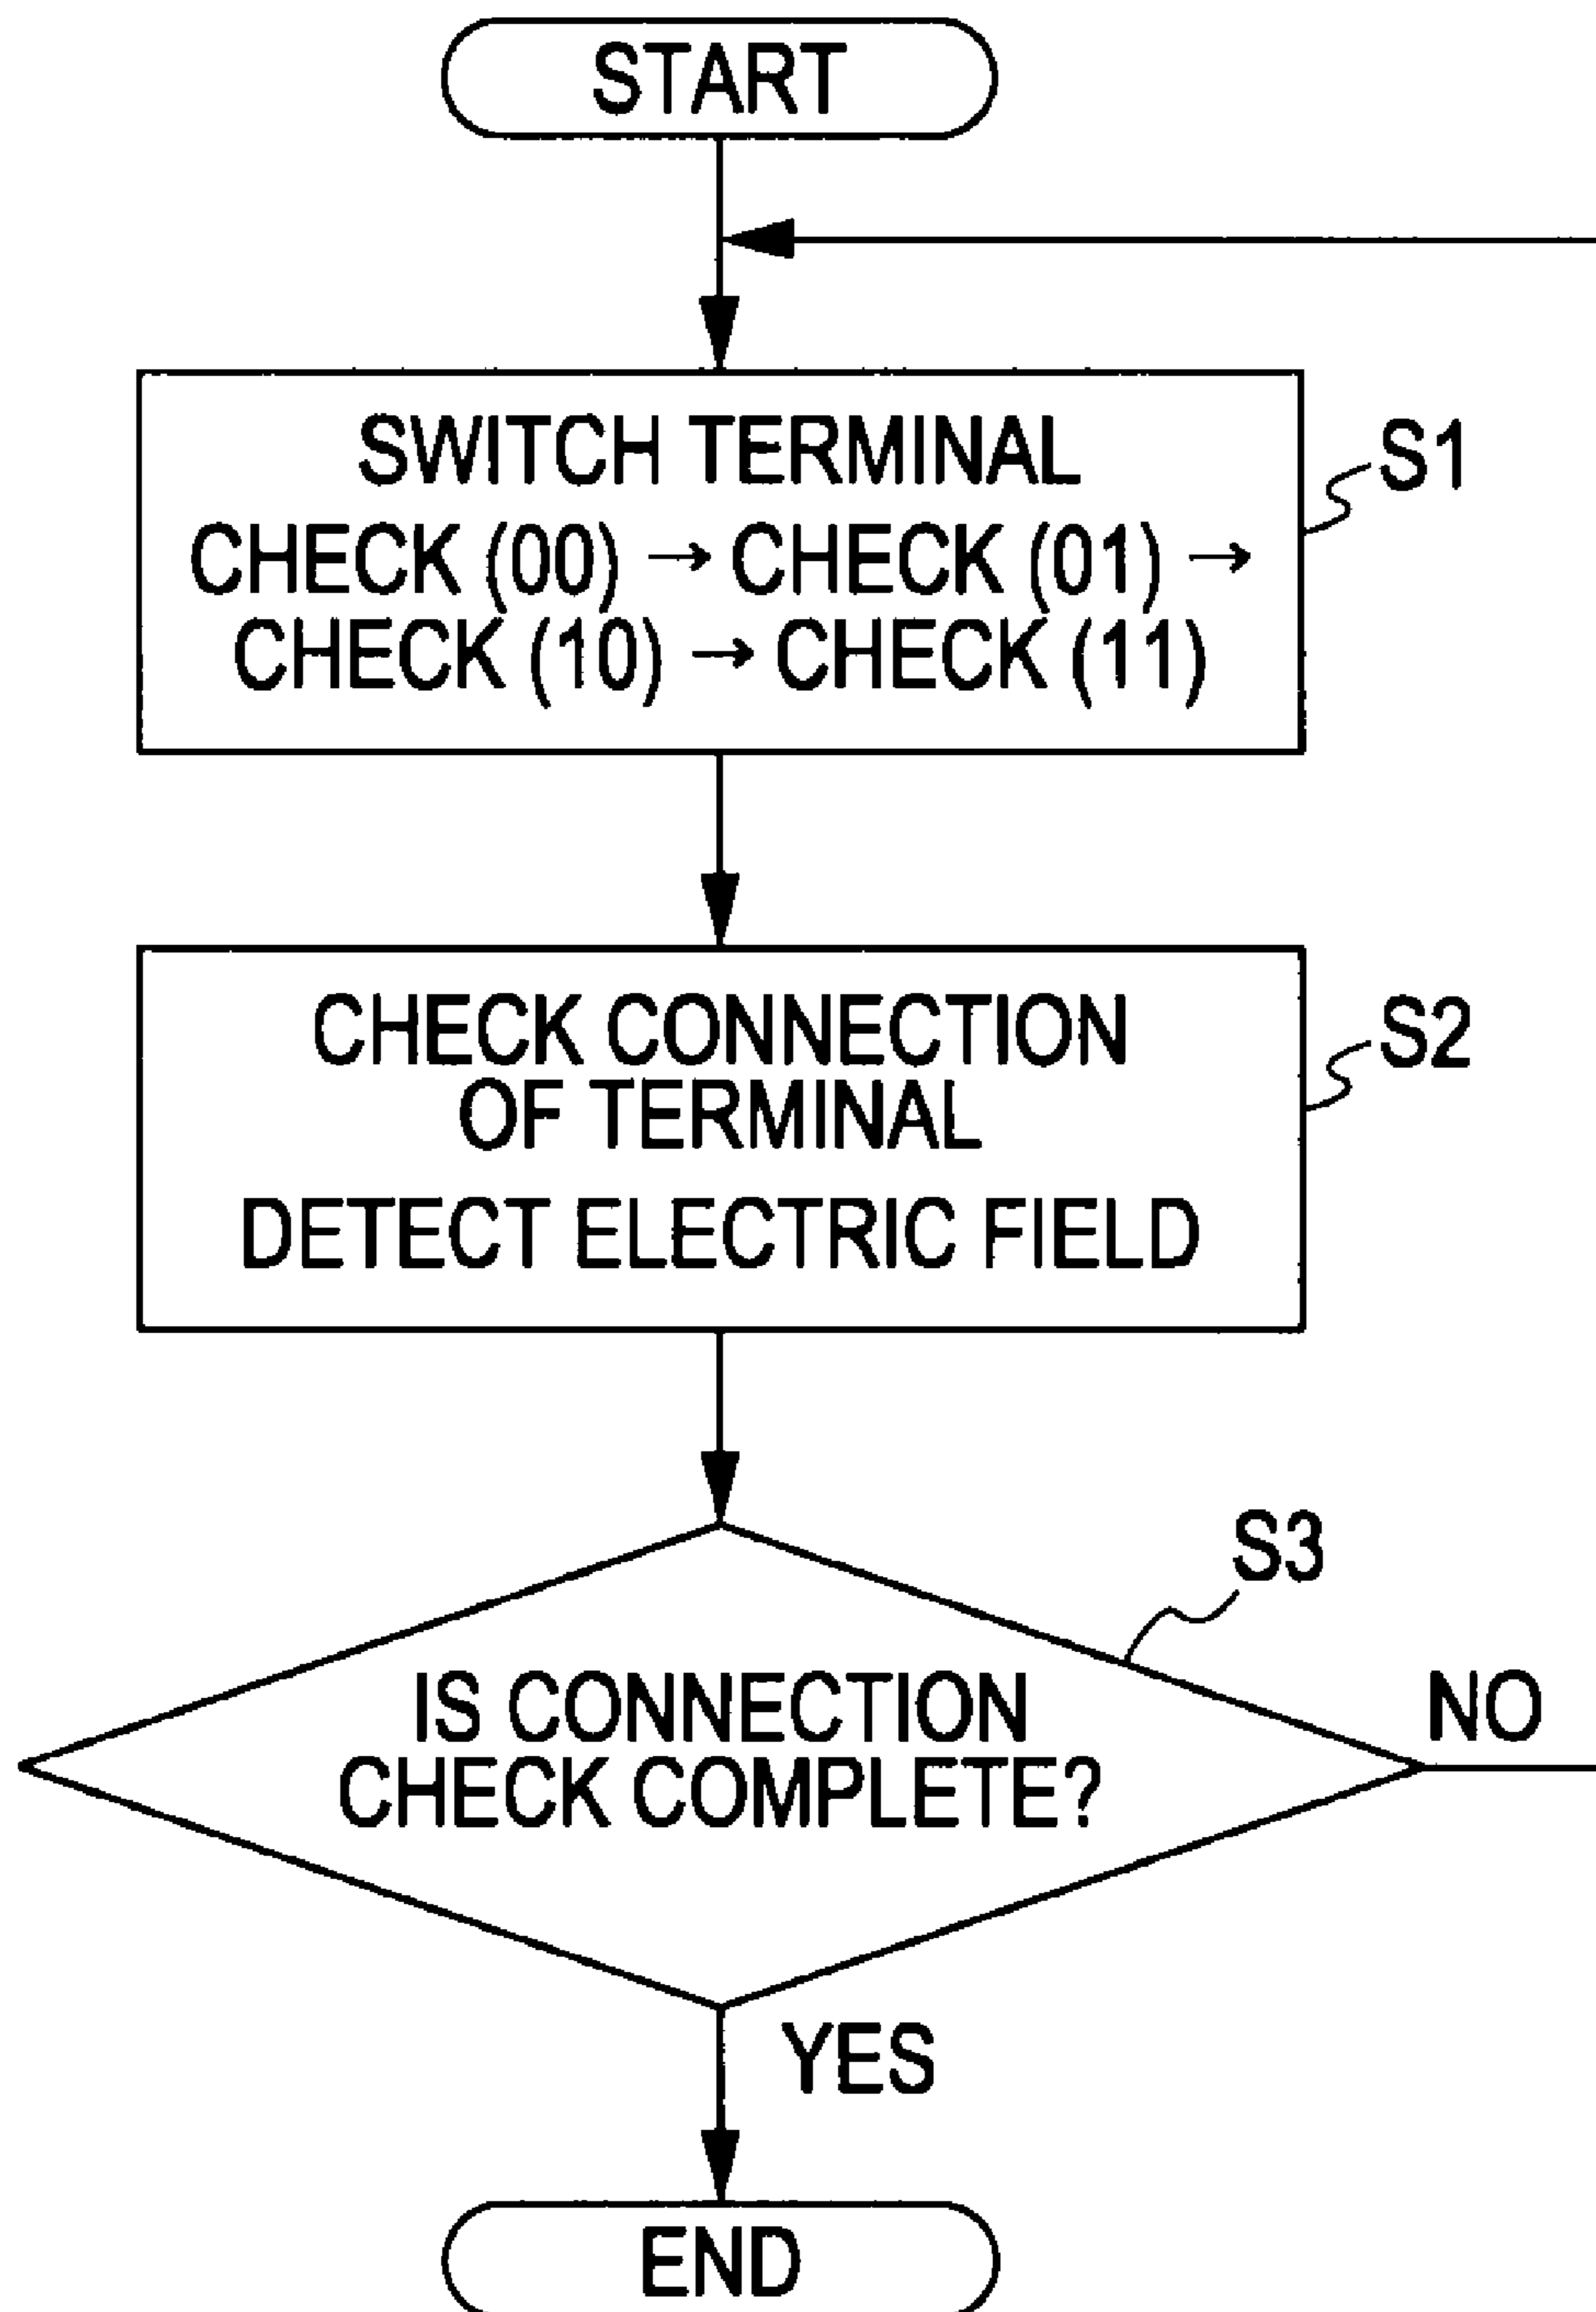 START
SWITCH TERMINAL
CHECK (00) → CHECK (01) →
CHECK (10) → CHECK (11)
S1
CHECK CONNECTION
OF TERMINAL
DETECT ELECTRIC FIELD
S2
S3
IS CONNECTION
CHECK COMPLETE?
NO
YES
END